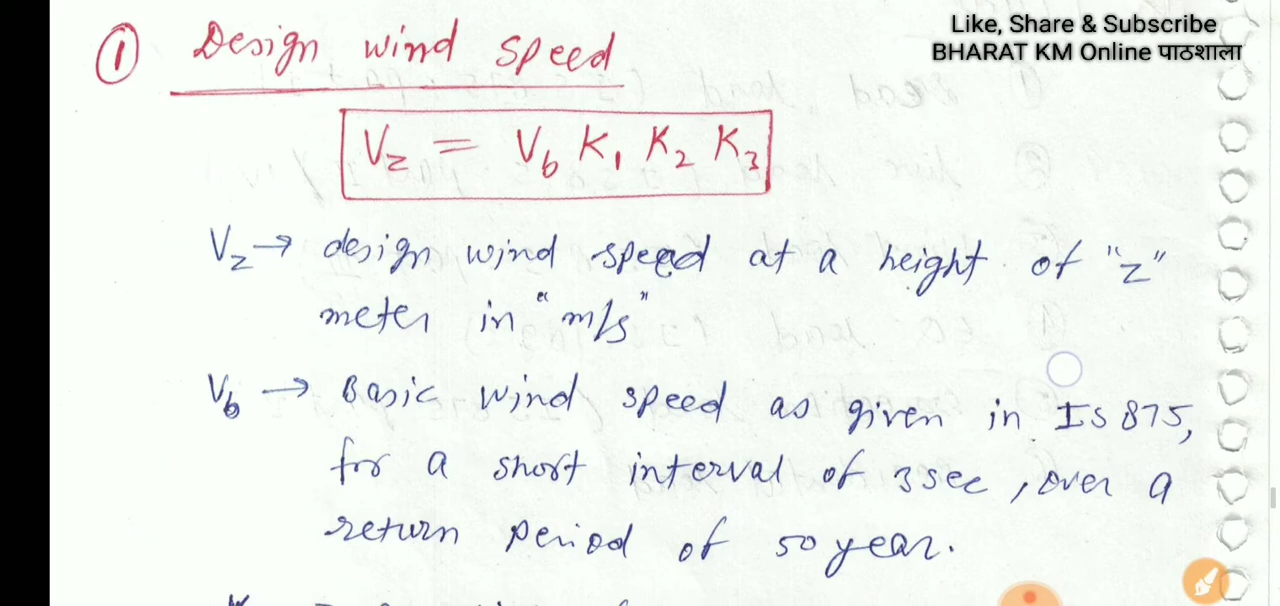 Like, Share & Subscribe
BHARAT KM Online पाठशाला
① Design wind speed
Vz = Vb K1 K2 K3
Vz → design wind speed at a height of "z"
meter in "m/s"
Vb → Basic wind speed as given in IS 875,
for a short interval of 3 sec, over a
return period of 50 year.